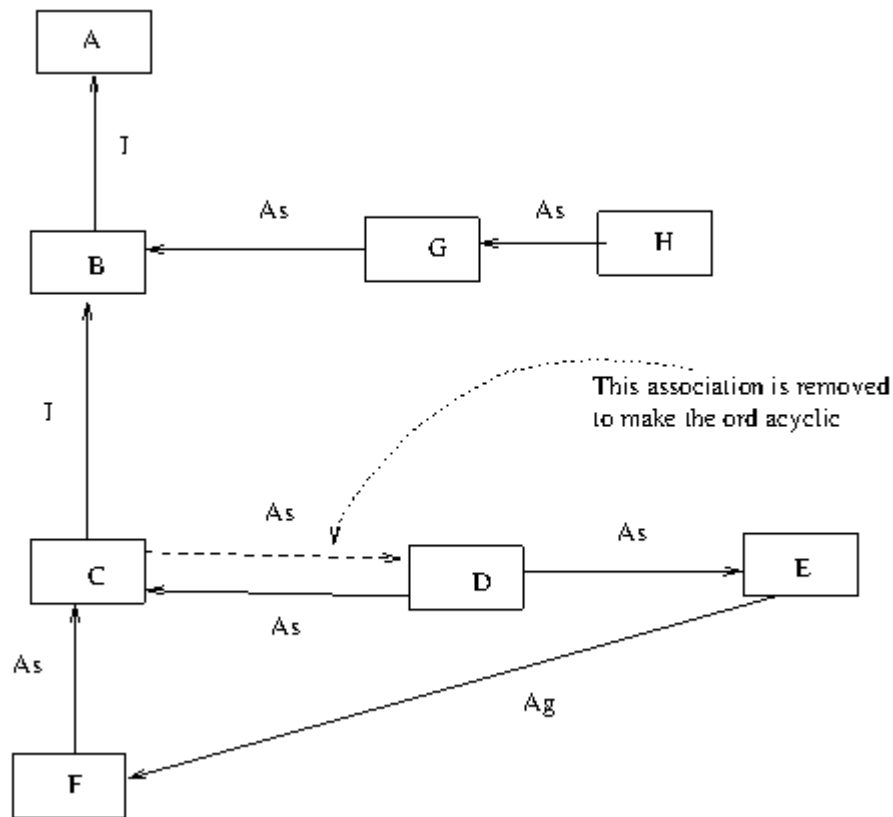 A
I
As
As
B
G
H
This association is removed
to make the ord acyclic
I
As
As
C
D
E
As
As
Ag
F